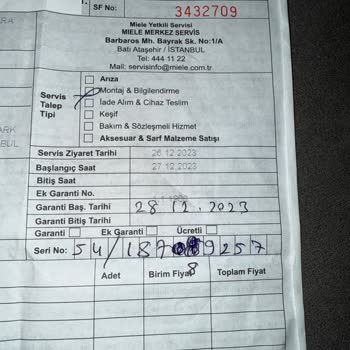 SF No: 3432709
Miele Yetkili Servisi
MIELE MERKEZ SERVİS
Barbaros Mh. Bayrak Sk. No:1/A
Batı Ataşehir / İSTANBUL
Tel: 444 11 22
Mail: servisinfo@miele.com.tr
Servis Talep Tipi
Arıza
Montaj & Bilgilendirme
İade Alım & Cihaz Teslim
Keşif
Bakım & Sözleşmeli Hizmet
Aksesuar & Sarf Malzeme Satışı
Servis Ziyaret Tarihi 26.12.2023
Başlangıç Saat 27.12.2023
Bitiş Saat
Ek Garanti No.
Garanti Baş. Tarihi 28 12.2023
Garanti Bitiş Tarihi
Garanti Ek Garanti Ücretli
Seri No: 54/187 9257
8
Adet Birim Fiyat Toplam Fiyat